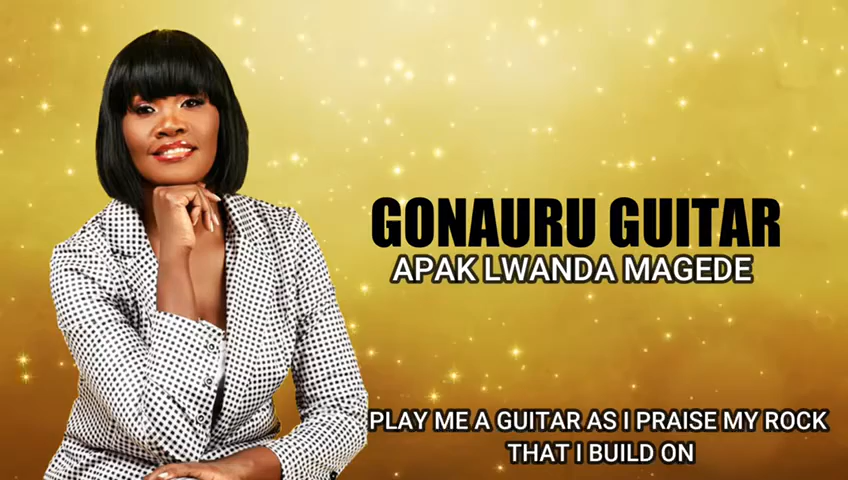 GONAURU GUITAR
APAK LWANDA MAGEDE
PLAY ME A GUITAR AS I PRAISE MY ROCK
THAT I BUILD ON